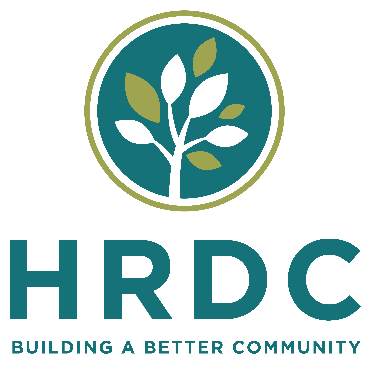 HRDC
BUILDING A BETTER COMMUNITY